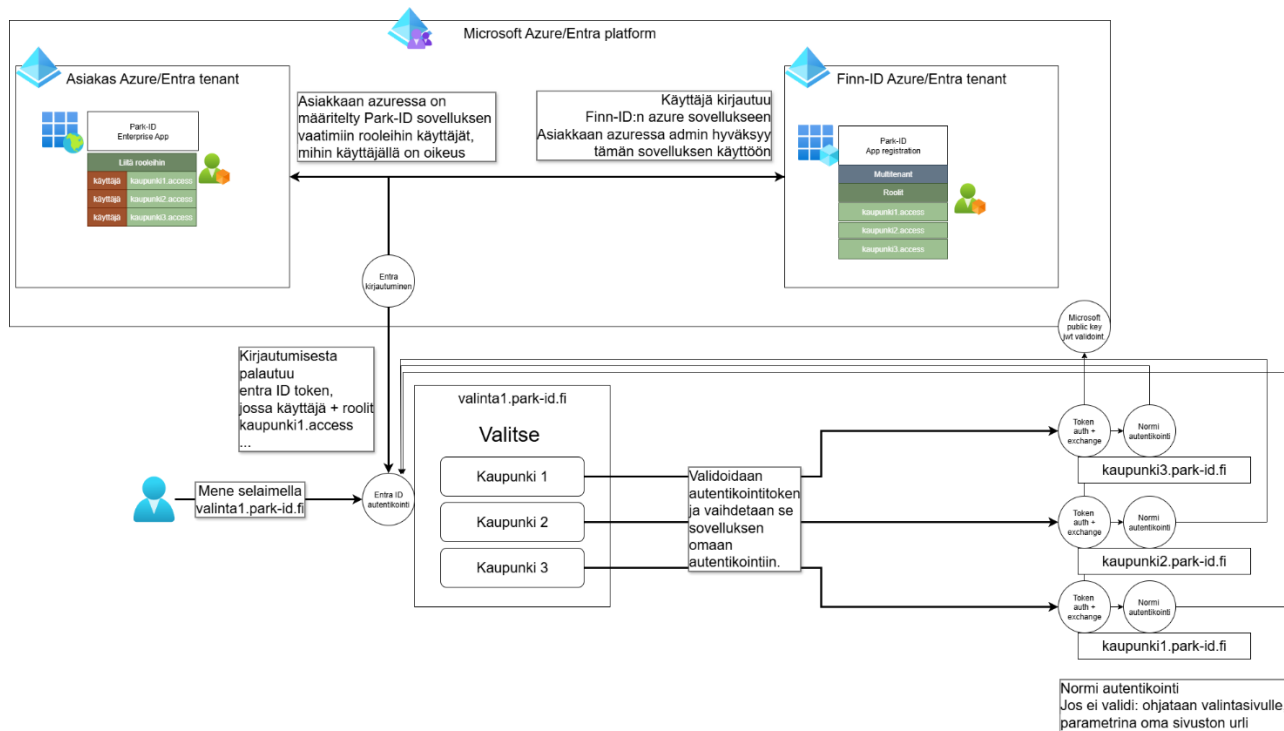 Microsoft Azure/Entra platform
Asiakas Azure/Entra tenant
Park-ID
Enterprise App
Liitä rooleihin
käyttäjä kaupunki1.access
käyttäjä kaupunki2.access
käyttäjä kaupunki3.access
Asiakkaan azuressa on
määritelty Park-ID sovelluksen
vaatimiin rooleihin käyttäjät,
mihin käyttäjällä on oikeus
Käyttäjä kirjautuu
Finn-ID:n azure sovellukseen
Asiakkaan azuressa admin hyväksyy
tämän sovelluksen käyttöön
Finn-ID Azure/Entra tenant
Park-ID
App registration
Multitenant
Roolit
kaupunki1.access
kaupunki2.access
kaupunki3.access
Entra
kirjautuminen
Microsoft
public key
jwt validoint.
Kirjautumisesta
palautuu
entra ID token,
jossa käyttäjä + roolit
kaupunki1.access
...
Mene selaimella
valinta1.park-id.fi
Entra ID
autentikointi
valinta1.park-id.fi
Valitse
Kaupunki 1
Kaupunki 2
Kaupunki 3
Validoidaan
autentikointitoken
ja vaihdetaan se
sovelluksen
omaan
autentikointiin.
Token
auth +
exchange
Normi
autentikointi
kaupunki3.park-id.fi
Token
auth +
exchange
Normi
autentikointi
kaupunki2.park-id.fi
Token
auth +
exchange
Normi
autentikointi
kaupunki1.park-id.fi
Normi autentikointi
Jos ei validi: ohjataan valintasivulle,
parametrina oma sivuston urli